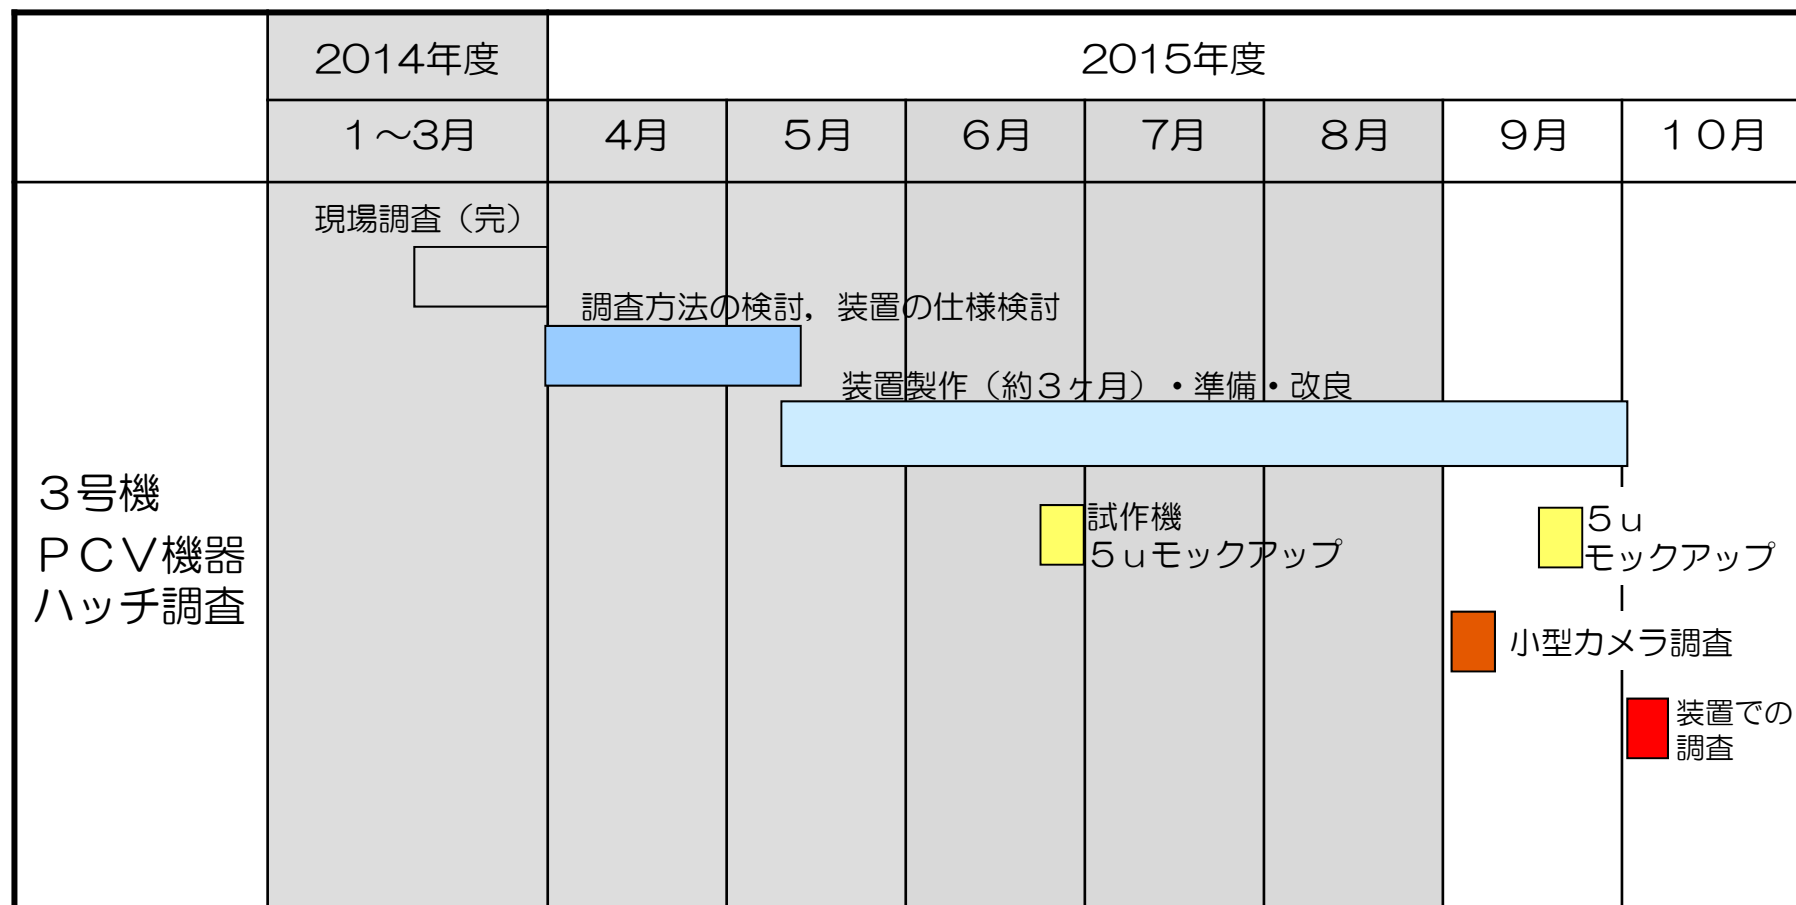 2014年度
2015年度
1～3月
4月
5月
6月
7月
8月
9月
10月
現場調査（完）
調査方法の検討，装置の仕様検討
装置製作（約3ヶ月）・準備・改良
3号機
PCV機器
ハッチ調査
試作機
5uモックアップ
5u
モックアップ
小型カメラ調査
装置での
調査